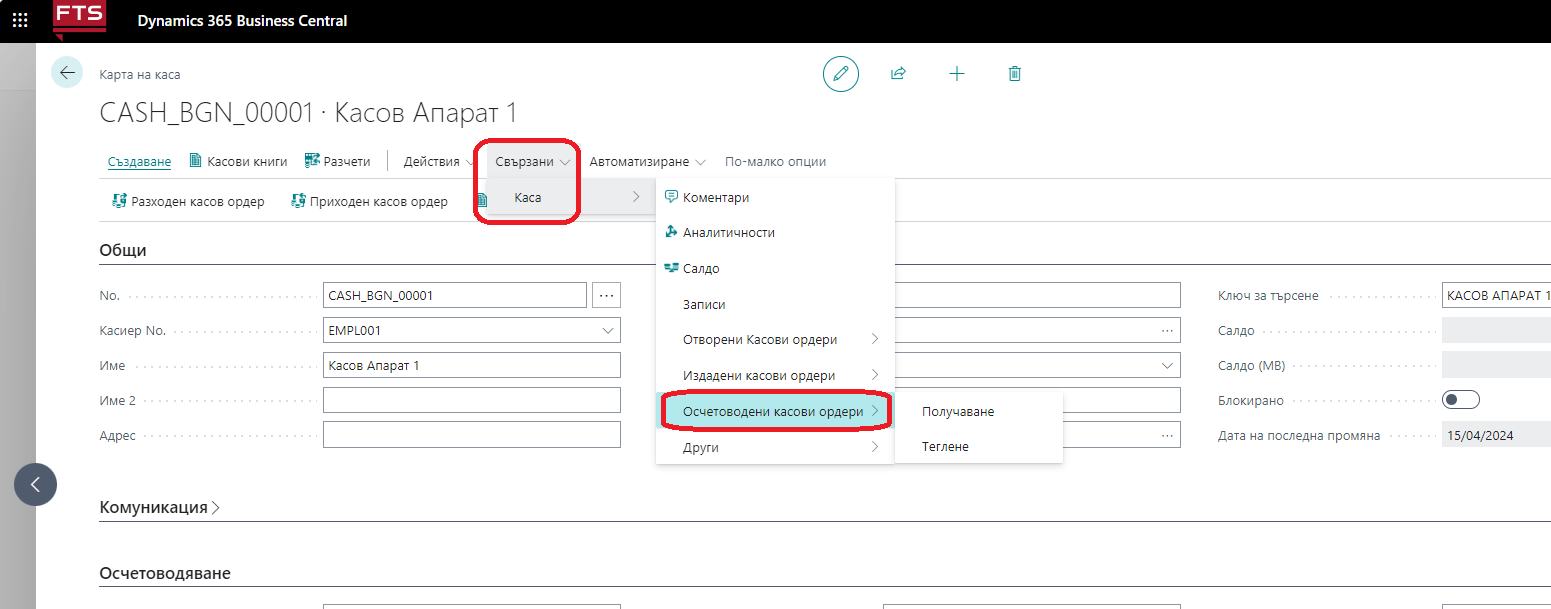 FTS Dynamics 365 Business Central
Карта на каса
CASH_BGN_00001 · Касов Апарат 1
Създаване Касови книги Разчети Действия Свързани Автоматизиране По-малко опции
Разходен касов ордер Приходен касов ордер Каса Коментари
Аналитичности
Общи
Салдо
No. CASH_BGN_00001 ... Записи Ключ за търсене КАСОВ АПАРАТ 1
Касиер No. EMPL001 Отворени Касови ордери ... Салдо
Име Касов Апарат 1 Издадени касови ордери Салдо (МВ)
Име 2 Осчетоводени касови ордери Получаване Блокирано
Адрес Други Теглене ... Дата на последна промяна 15/04/2024
Комуникация
Осчетоводяване